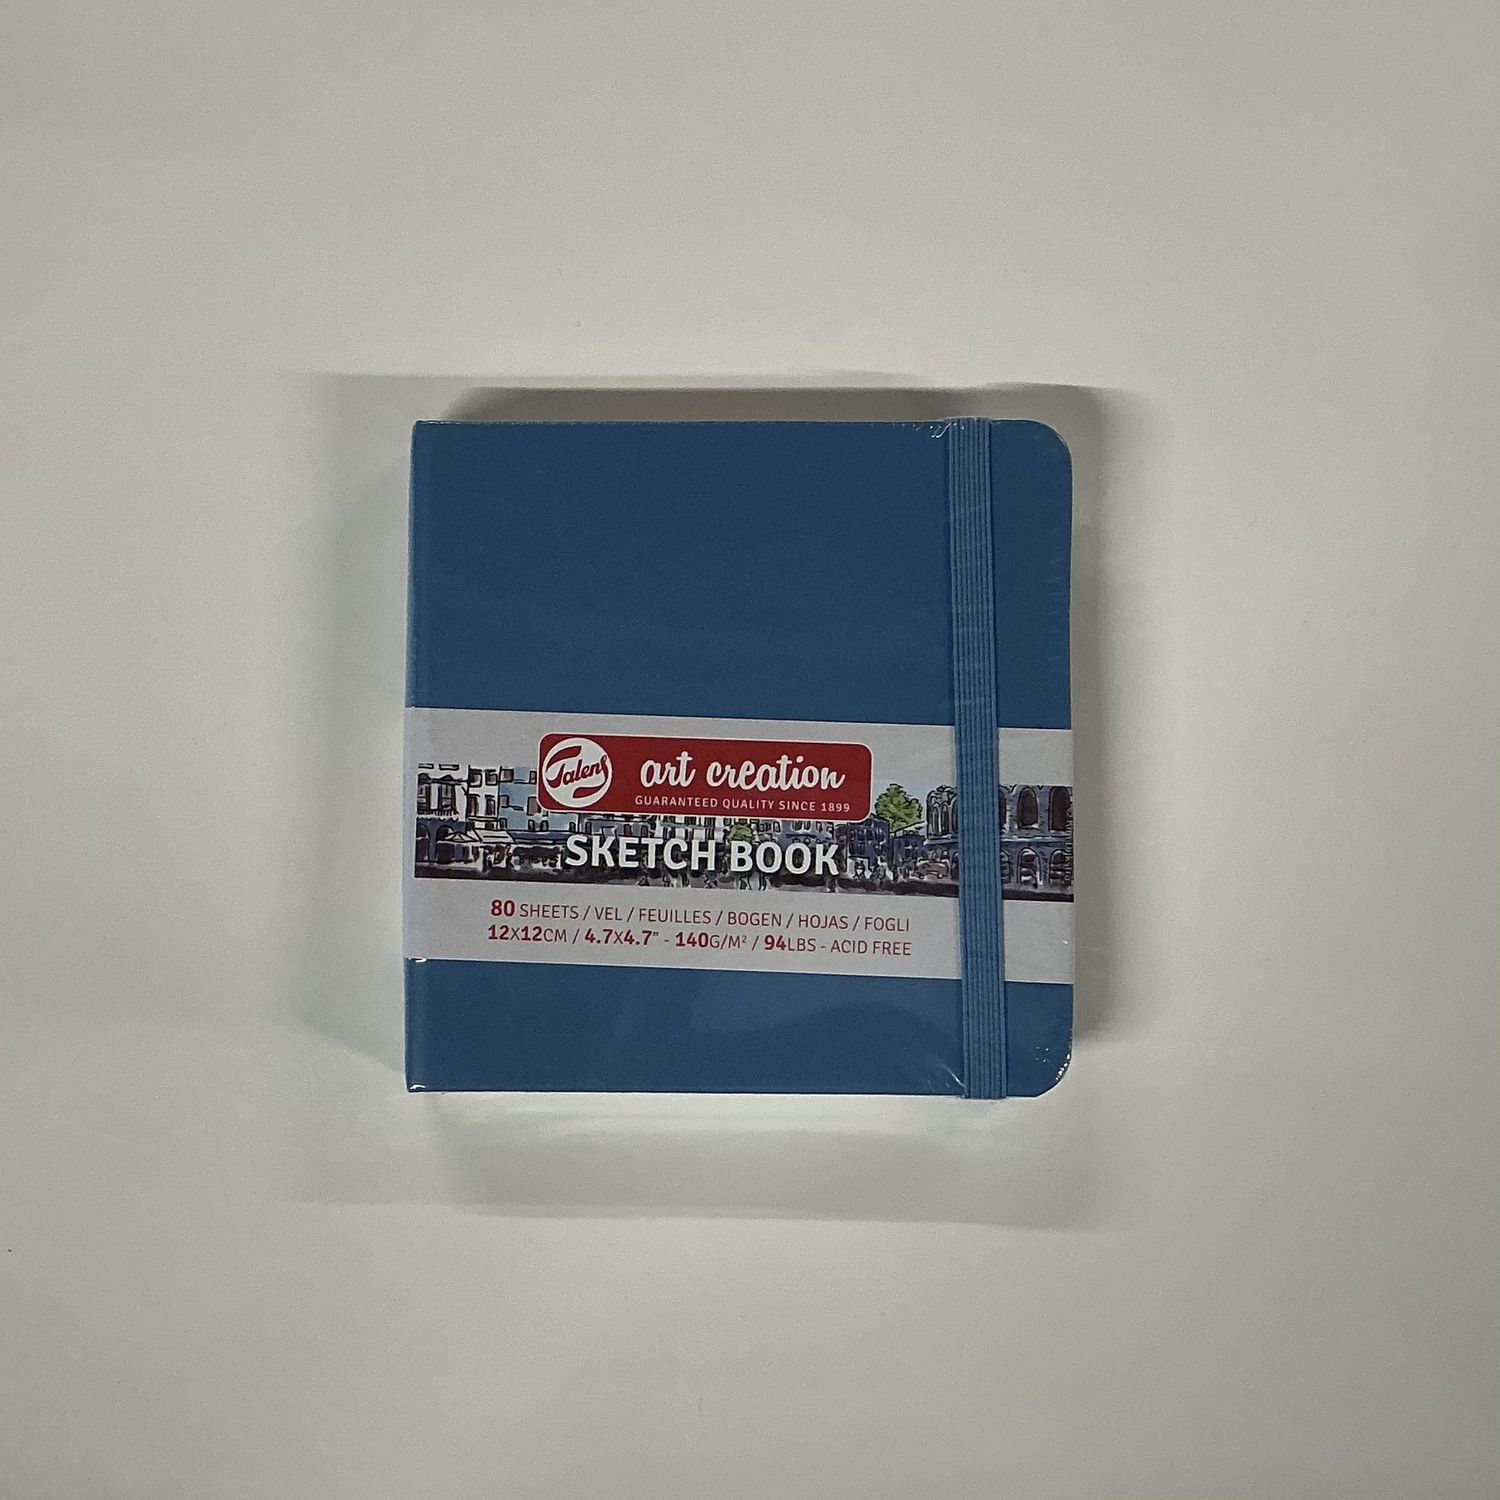 Talens
art creation
GUARANTEED QUALITY SINCE 1899
SKETCH BOOK
80 SHEETS / VEL / FEUILLES / BOGEN / HOJAS / FOGLI
12X12CM / 4.7X4.7" - 140G/M² / 94LBS - ACID FREE